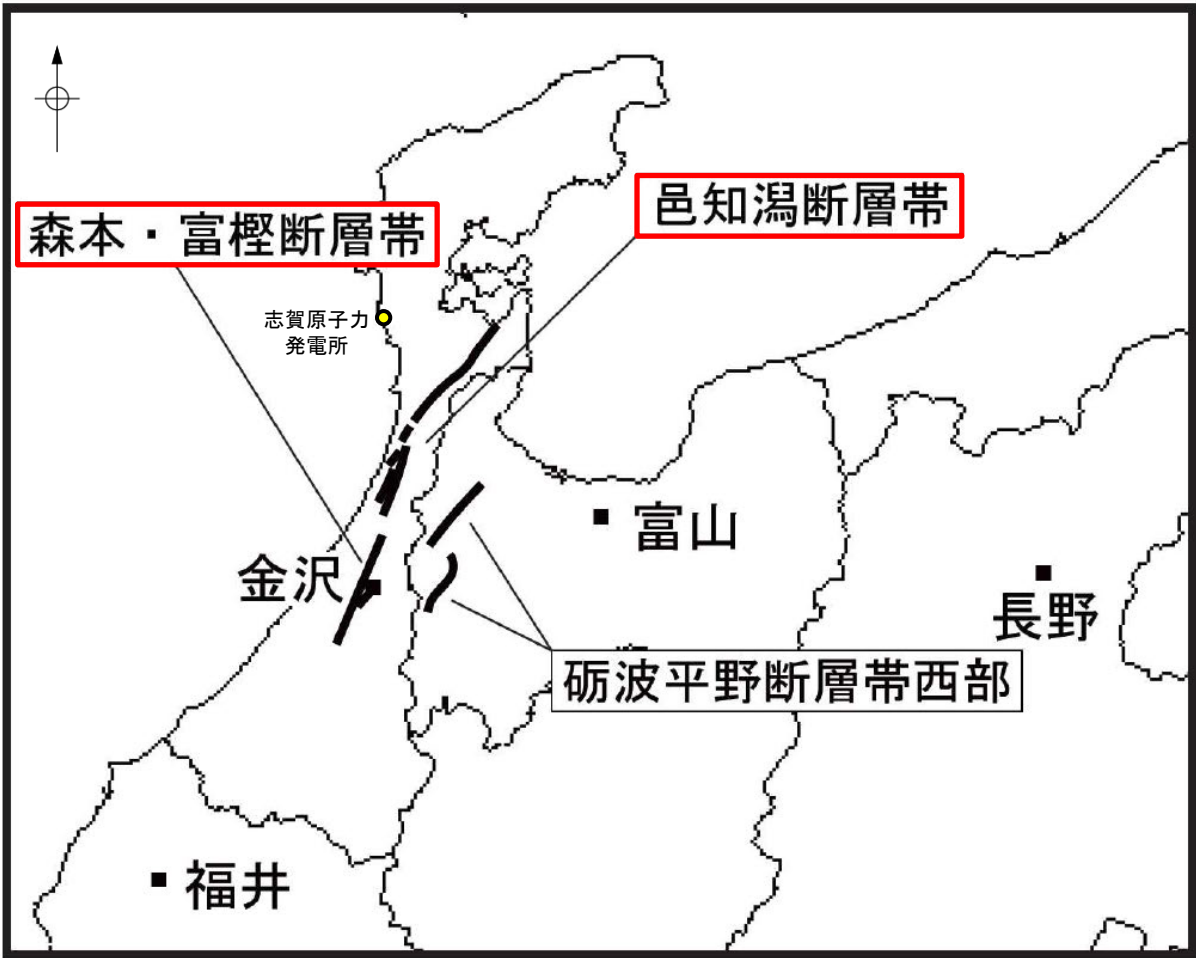 邑知潟断層帯
森本・富樫断層帯
志賀原子力
発電所
富山
金沢
長野
砺波平野断層帯西部
福井